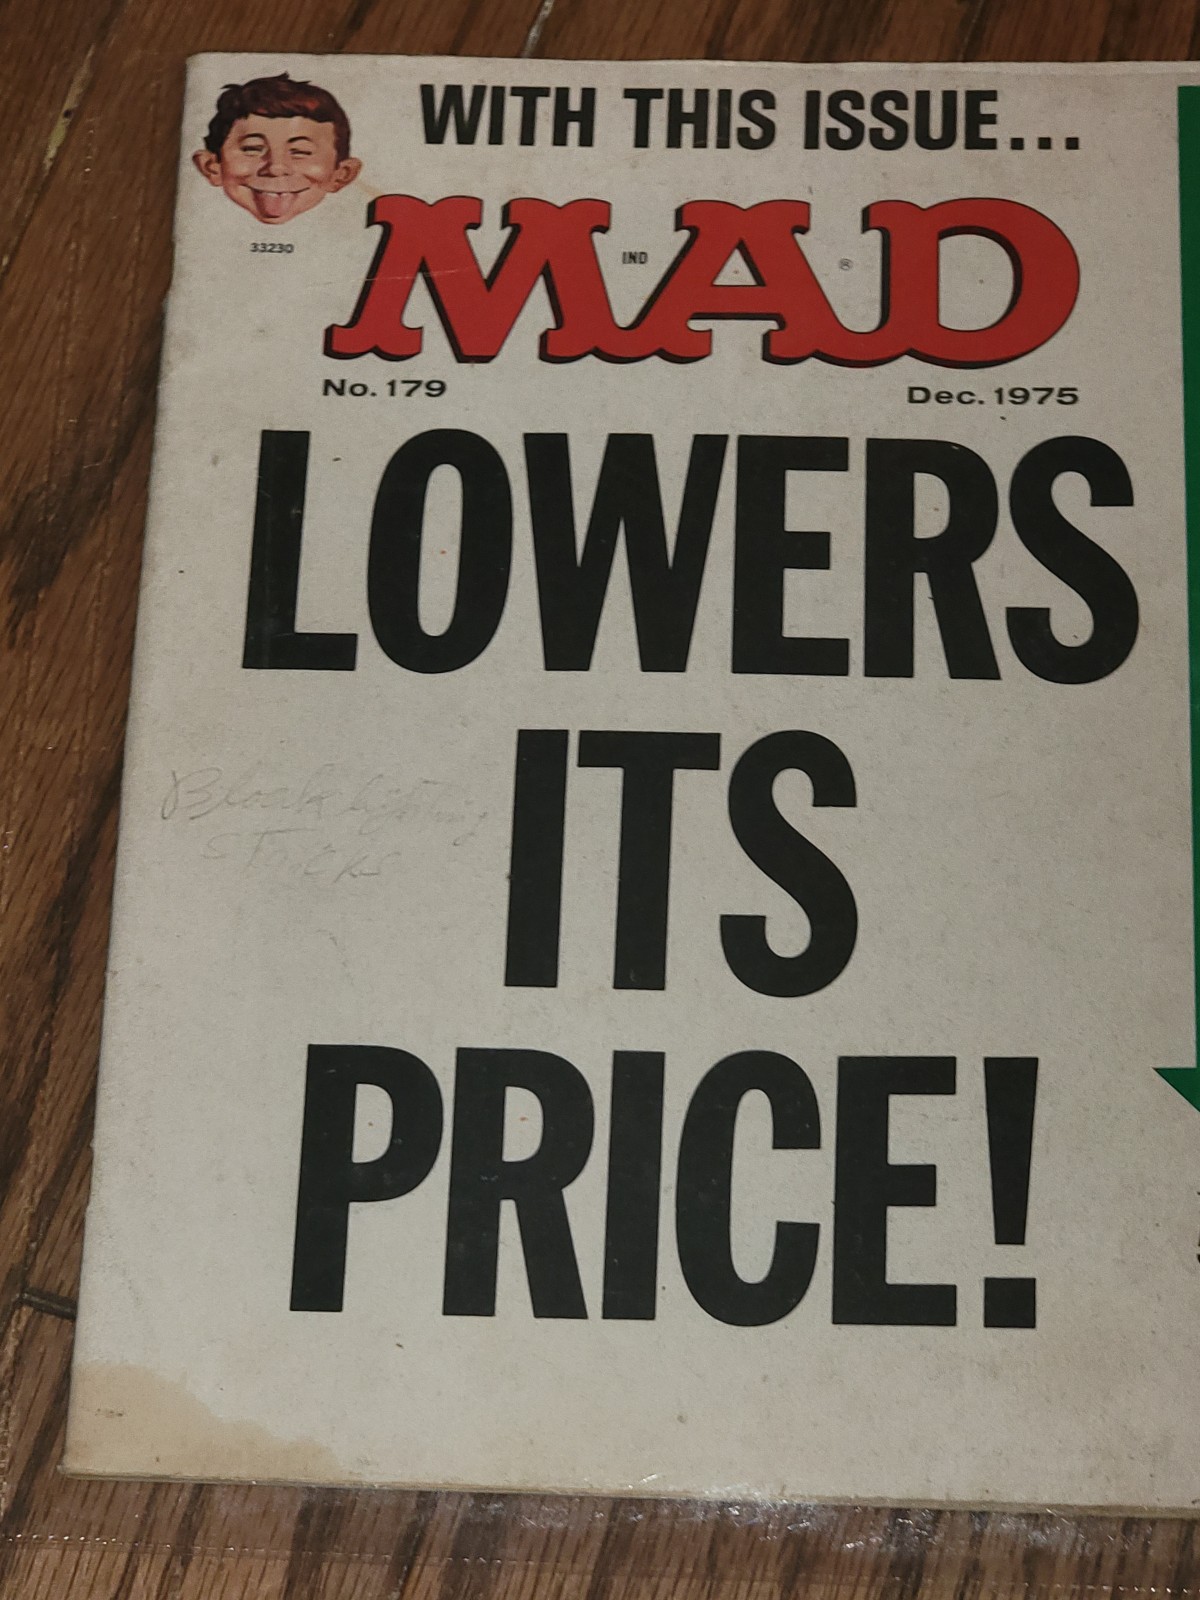 WITH THIS ISSUE...
33230
MAD
IND
®
No. 179
Dec. 1975
LOWERS
ITS
PRICE!